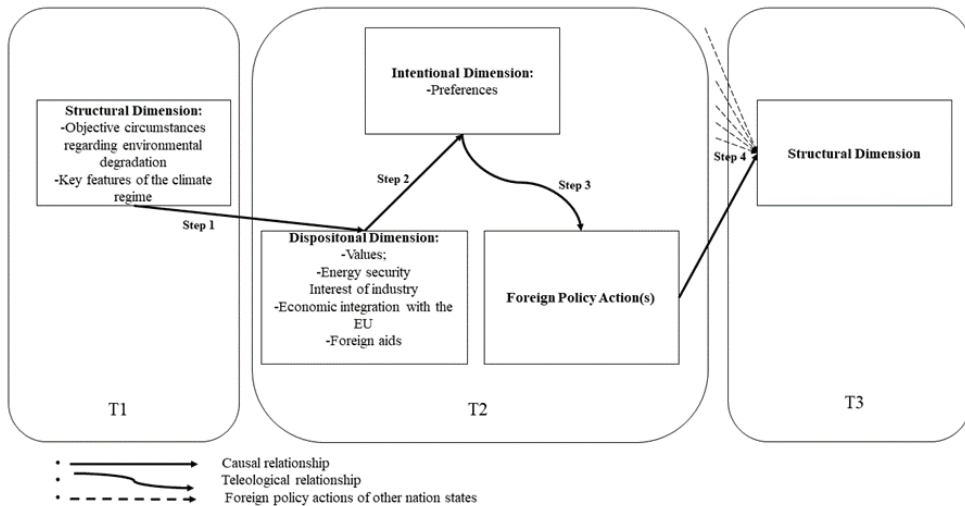 Structural Dimension:
-Objective circumstances
regarding environmental
degradation
-Key features of the climate
regime
Step 1
T1
Intentional Dimension:
-Preferences
Step 2
Step 3
Dispositonal Dimension:
-Values;
-Energy security
Interest of industry
-Economic integration with the
EU
-Foreign aids
Foreign Policy Action(s)
T2
Step 4
Structural Dimension
T3
• Causal relationship
• Teleological relationship
• Foreign policy actions of other nation states